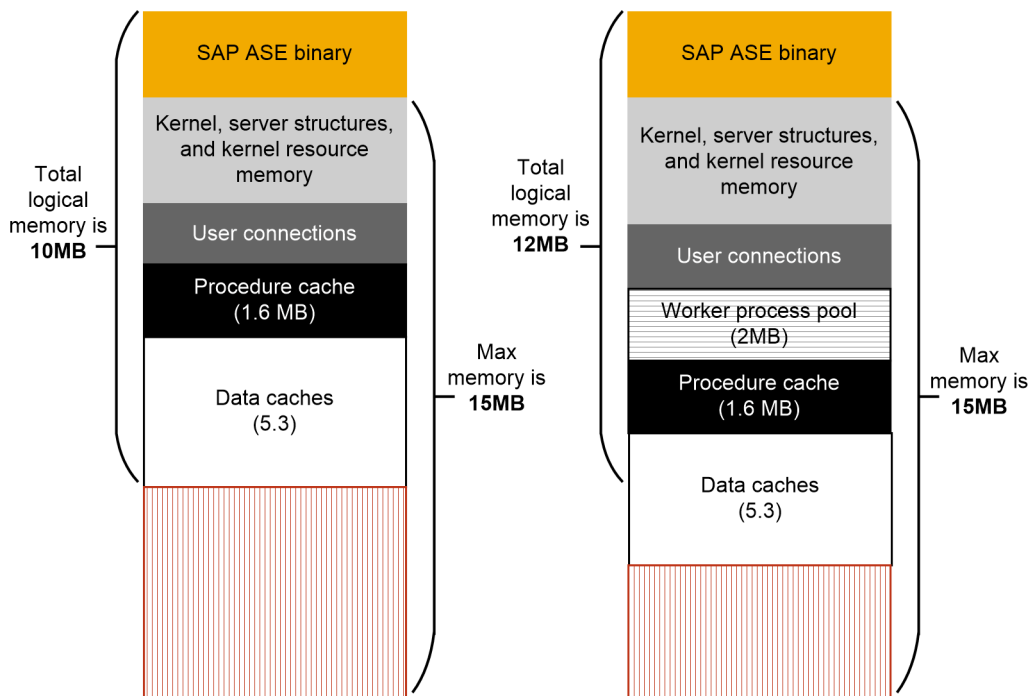 SAP ASE binary
Kernel, server structures,
and kernel resource
memory
Total
logical
memory is
10MB
User connections
Procedure cache
(1.6 MB)
Max
memory is
15MB
Data caches
(5.3)
SAP ASE binary
Kernel, server structures,
and kernel resource
memory
Total
logical
memory is
12MB
User connections
Worker process pool
(2MB)
Procedure cache
(1.6 MB)
Max
memory is
15MB
Data caches
(5.3)